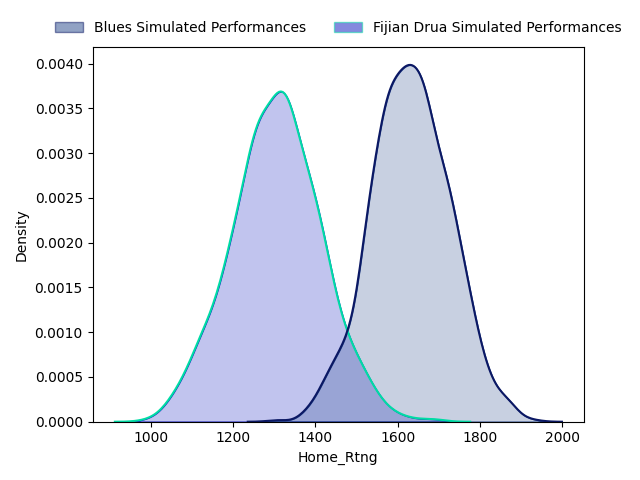 Blues Simulated Performances
Fijian Drua Simulated Performances
Density
0.0040
0.0035
0.0030
0.0025
0.0020
0.0015
0.0010
0.0005
0.0000
1000 1200 1400 1600 1800 2000
Home_Rtng